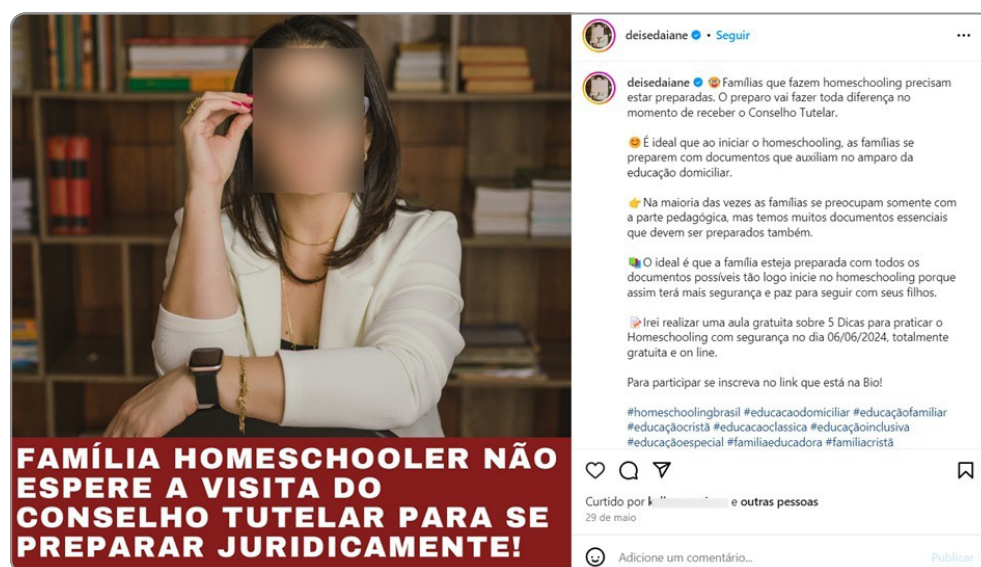 FAMÍLIA HOMESCHOOLER NÃO
ESPERE A VISITA DO
CONSELHO TUTELAR PARA SE
PREPARAR JURIDICAMENTE!
deisedaiane • Seguir
deisedaiane Famílias que fazem homeschooling precisam
estar preparadas. O preparo vai fazer toda diferença no
momento de receber o Conselho Tutelar.
É ideal que ao iniciar o homeschooling, as famílias se
preparem com documentos que auxiliam no amparo da
educação domiciliar.
Na maioria das vezes as famílias se preocupam somente com
a parte pedagógica, mas temos muitos documentos essenciais
que devem ser preparados também.
O ideal é que a família esteja preparada com todos os
documentos possíveis tão logo inicie no homeschooling porque
assim terá mais segurança e paz para seguir com seus filhos.
Irei realizar uma aula gratuita sobre 5 Dicas para praticar o
Homeschooling com segurança no dia 06/06/2024, totalmente
gratuita e on line.
Para participar se inscreva no link que está na Bio!
#homeschoolingbrasil #educacaodomiciliar #educaçãofamiliar
#educaçãocristã #educacaoclassica #educaçãoinclusiva
#educaçãoespecial #familiaeducadora #familiacristã
Curtido por e outras pessoas
29 de maio
Adicione um comentário...
Publicar